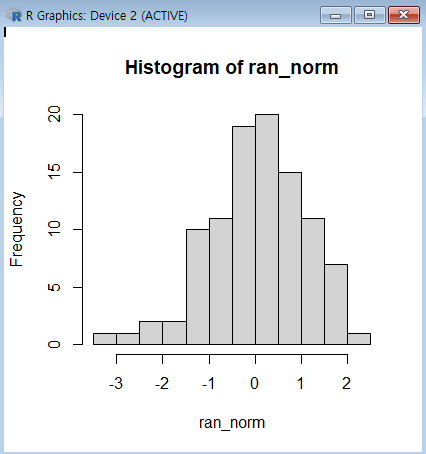 R Graphics: Device 2 (ACTIVE)
Histogram of ran_norm
20
15
10
5
0
Frequency
-3 -2 -1 0 1 2
ran_norm